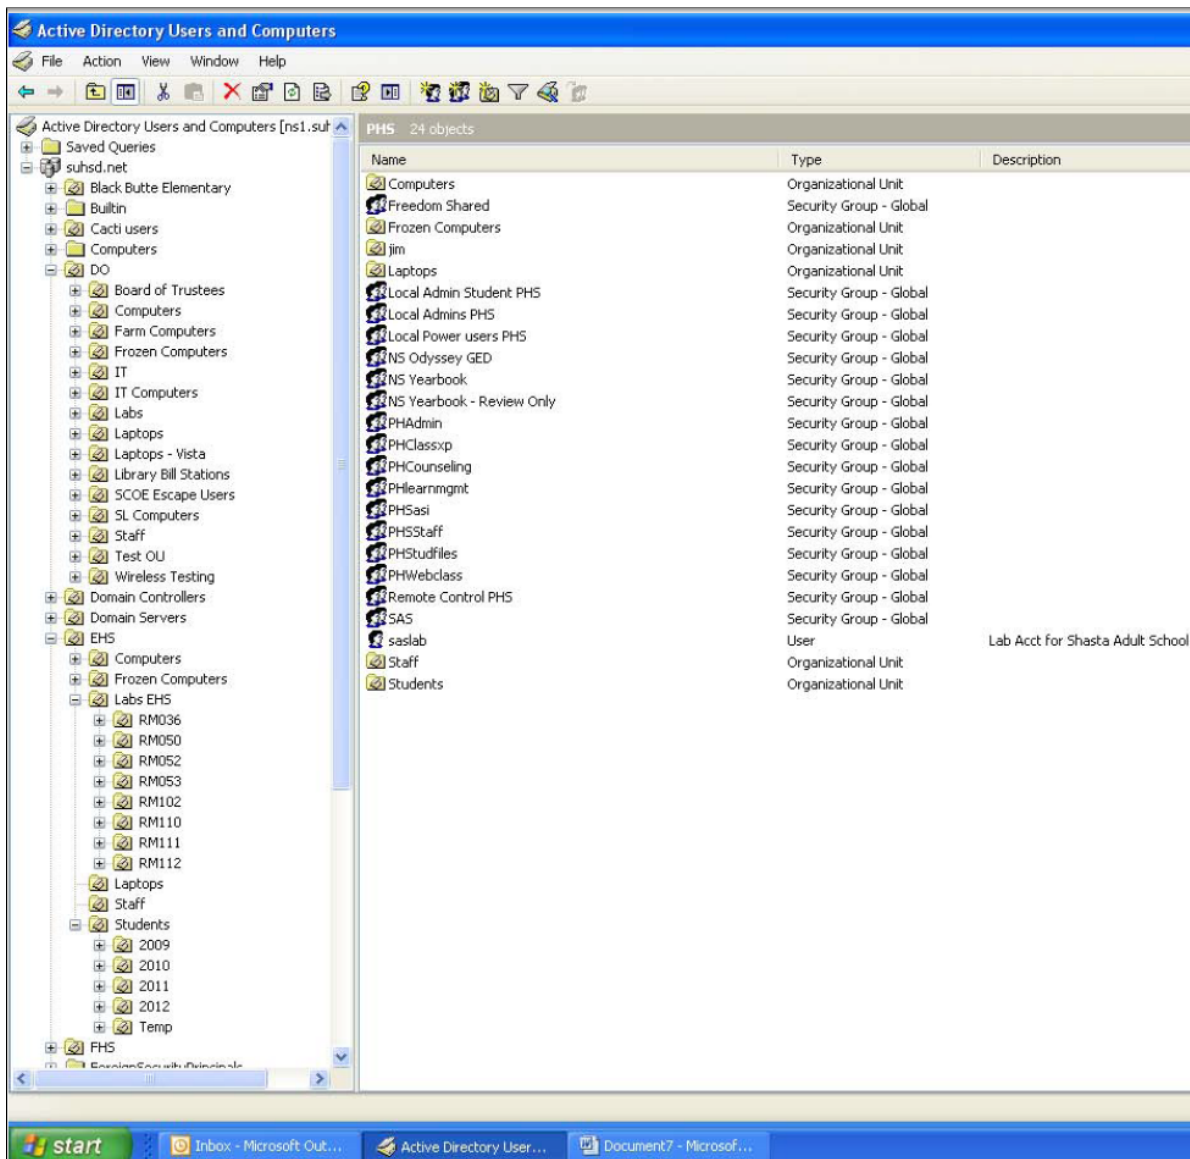 Active Directory Users and Computers
File Action View Window Help
Active Directory Users and Computers [ns1.suh
Saved Queries
suhsd.net
Black Butte Elementary
Builtin
Cacti users
Computers
DO
Board of Trustees
Computers
Farm Computers
Frozen Computers
IT
IT Computers
Labs
Laptops
Laptops - Vista
Library Bill Stations
SCOE Escape Users
SL Computers
Staff
Test OU
Wireless Testing
Domain Controllers
Domain Servers
EHS
Computers
Frozen Computers
Labs EHS
RM036
RM050
RM052
RM053
RM102
RM110
RM111
RM112
Laptops
Staff
Students
2009
2010
2011
2012
Temp
FHS
ForeignSecurityPrincipals
PHS 24 objects
Name Type Description
Computers Organizational Unit
Freedom Shared Security Group - Global
Frozen Computers Organizational Unit
jim Organizational Unit
Laptops Organizational Unit
Local Admin Student PHS Security Group - Global
Local Admins PHS Security Group - Global
Local Power users PHS Security Group - Global
NS Odyssey GED Security Group - Global
NS Yearbook Security Group - Global
NS Yearbook - Review Only Security Group - Global
PHAdmin Security Group - Global
PHClassxp Security Group - Global
PHCounseling Security Group - Global
PHlearnmgmt Security Group - Global
PHSasi Security Group - Global
PHSStaff Security Group - Global
PHStudfiles Security Group - Global
PHWebclass Security Group - Global
Remote Control PHS Security Group - Global
SAS Security Group - Global
saslab User Lab Acct for Shasta Adult School
Staff Organizational Unit
Students Organizational Unit
start Inbox - Microsoft Out... Active Directory User... Document7 - Microsof...